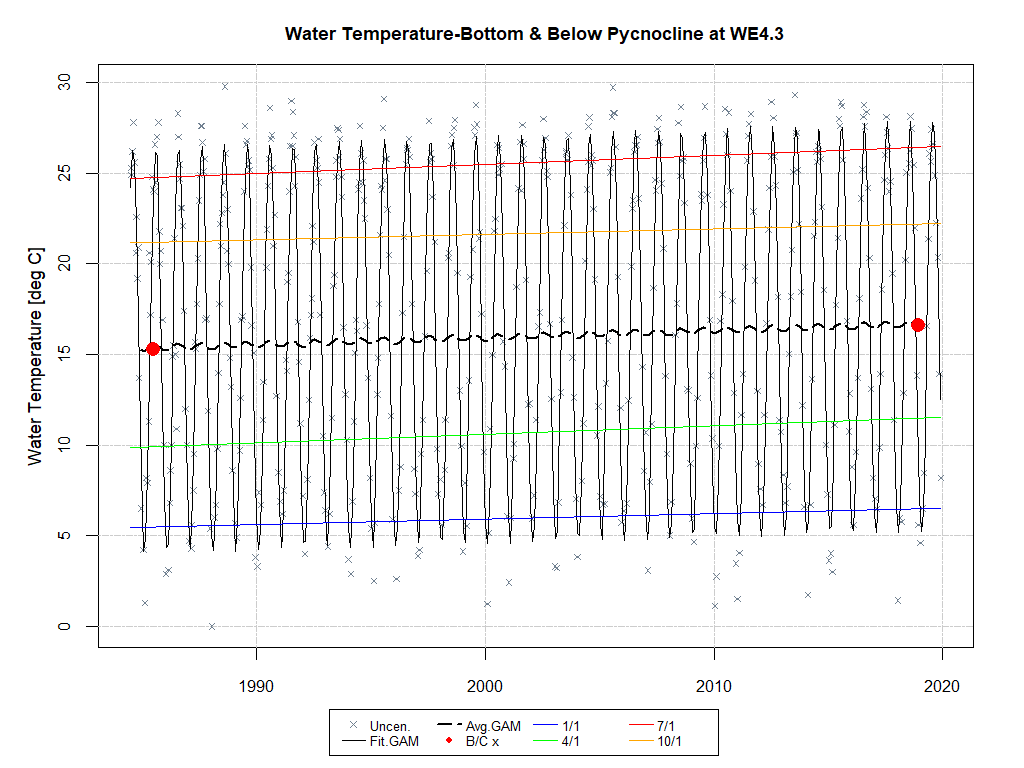 Water Temperature-Bottom & Below Pycnocline at WE4.3
Water Temperature [deg C]
30
25
20
15
10
5
0
1990 2000 2010 2020
Uncen. Avg.GAM 1/1 7/1
Fit.GAM B/C x 4/1 10/1